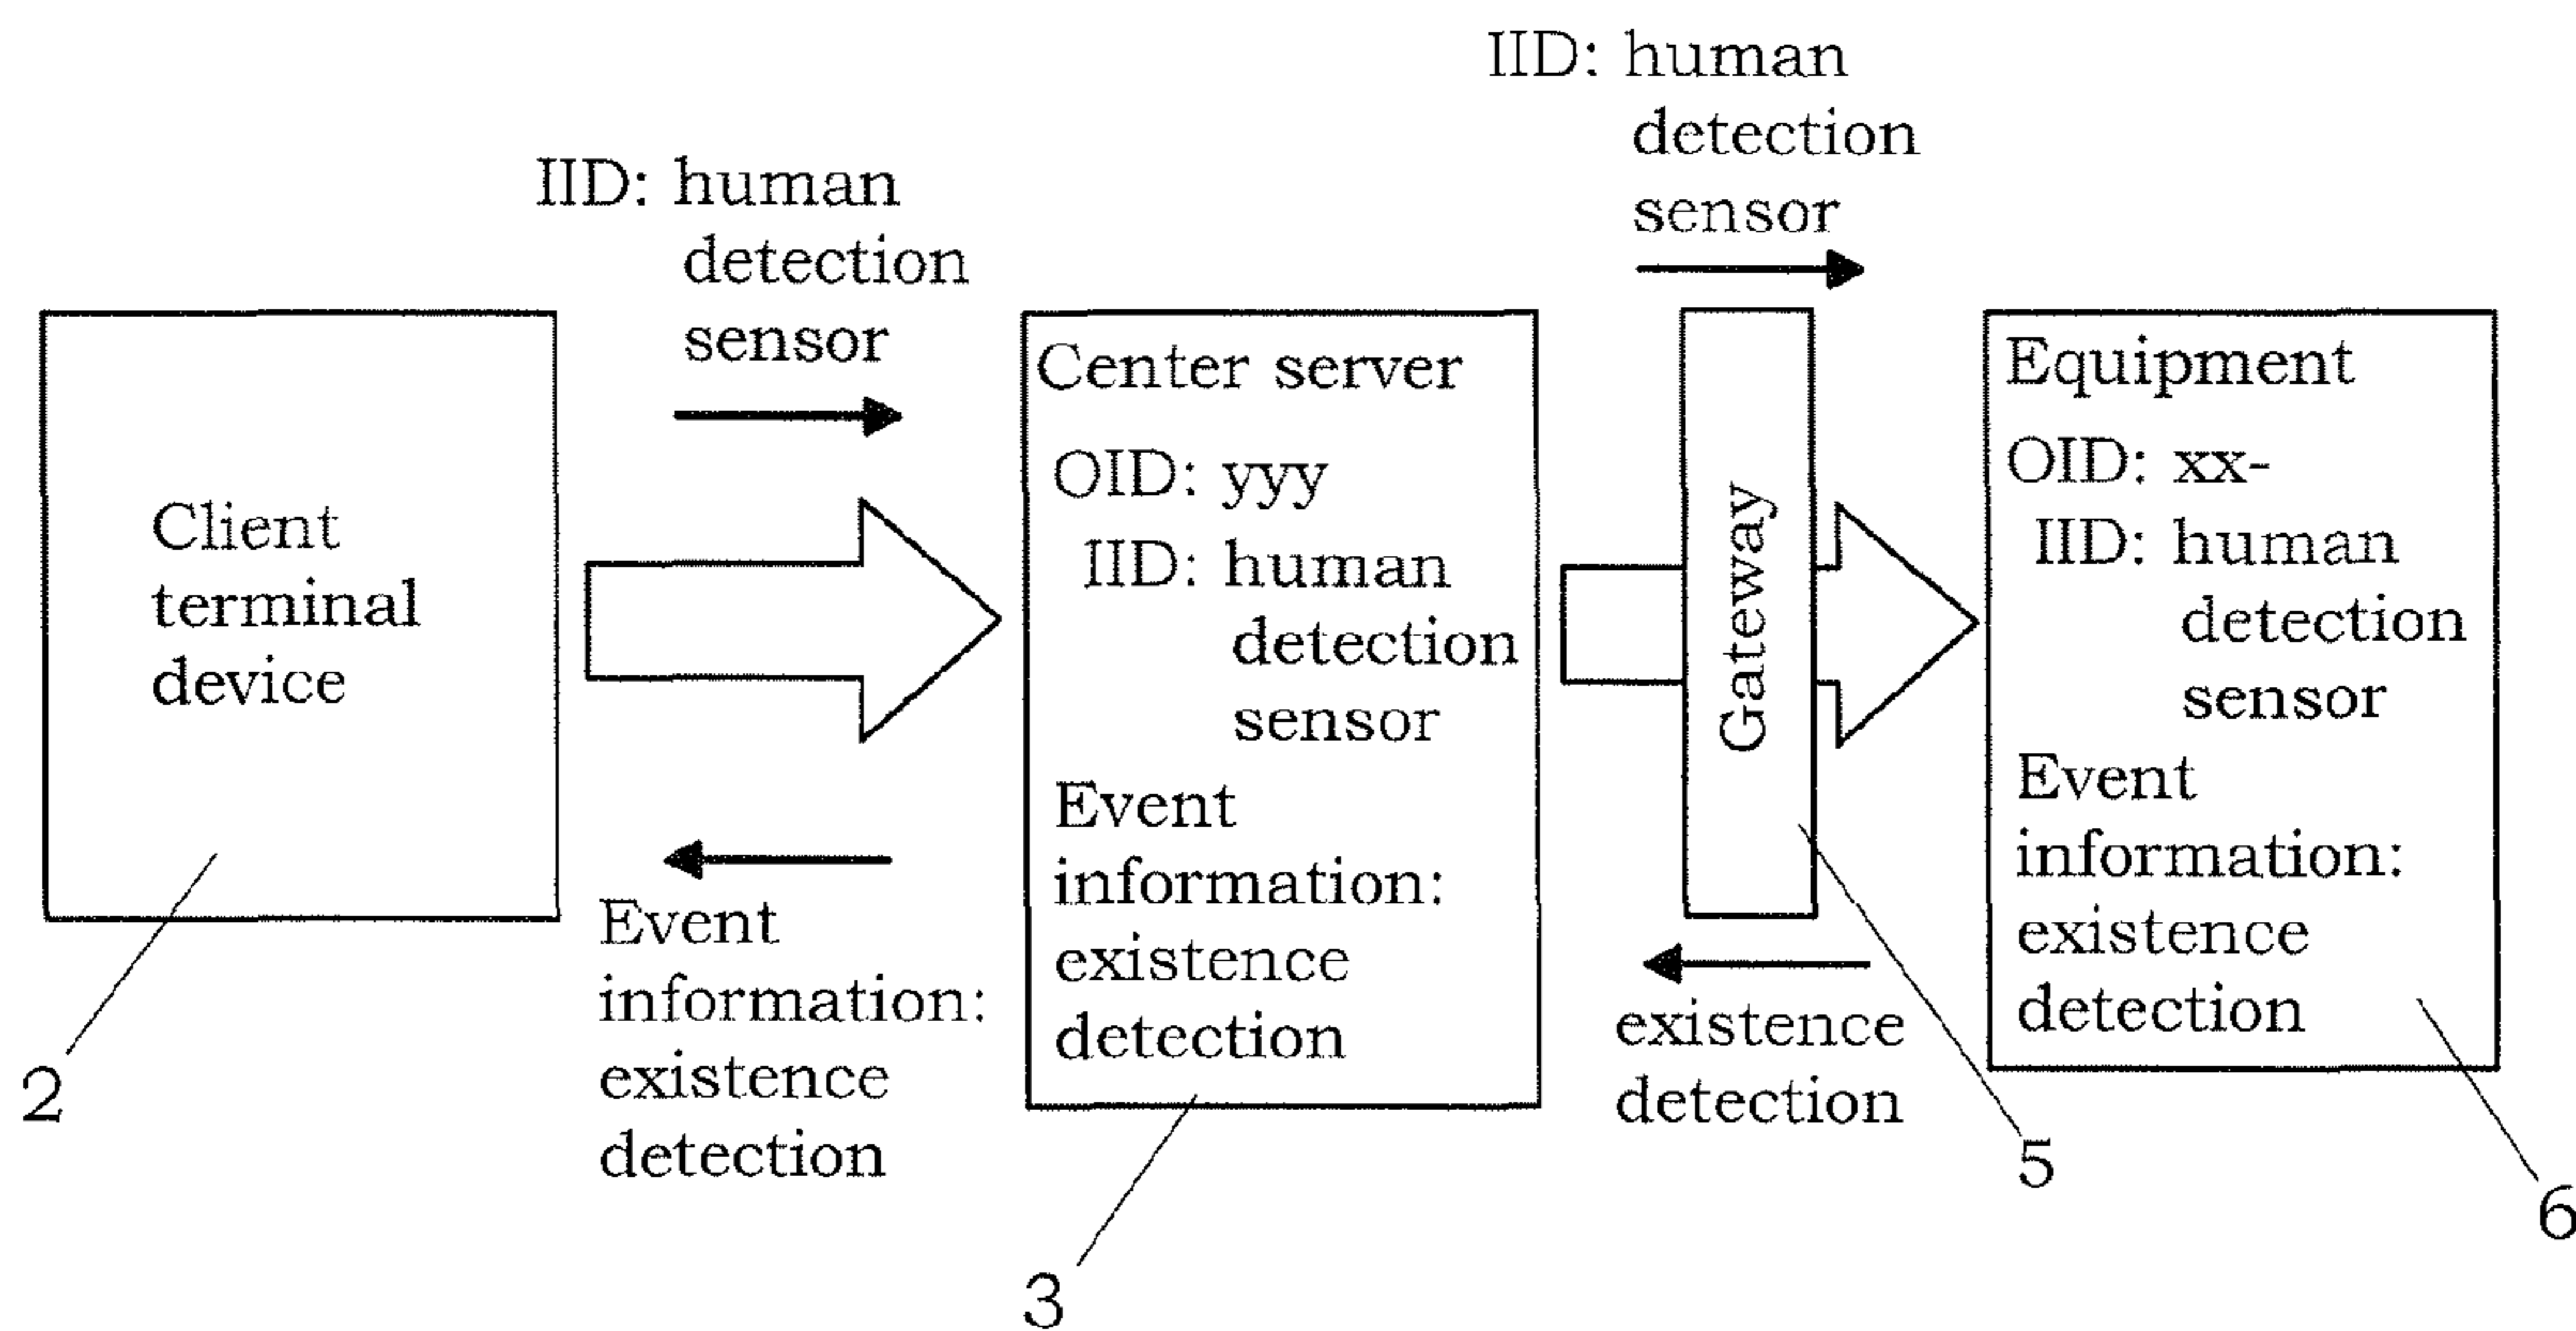 IID: human
detection
sensor
IID: human
detection
sensor
Client
terminal
device
Center server
OID: yyy
IID: human
detection
sensor
Event
information:
existence
detection
Gateway
Equipment
OID: xx-
IID: human
detection
sensor
Event
information:
existence
detection
Event
information:
existence
detection
existence
detection
2
3
5
6